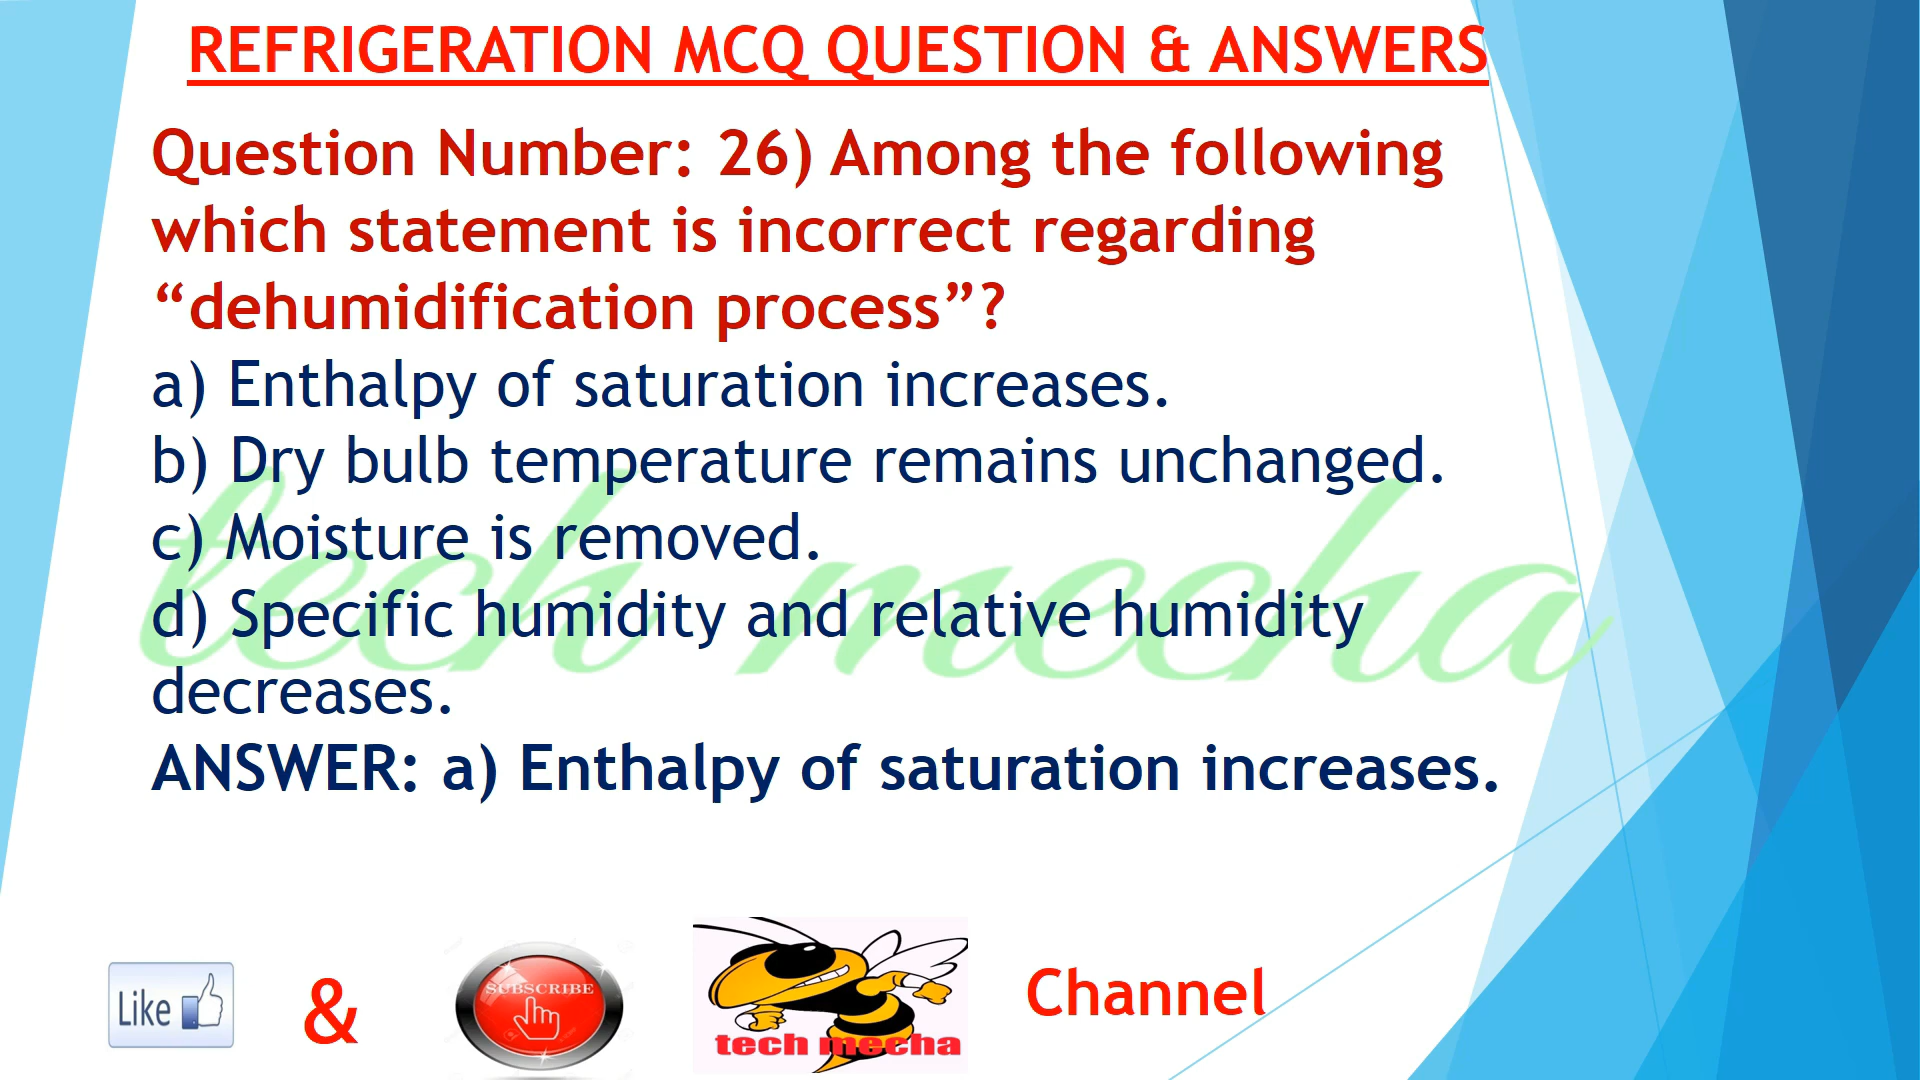 REFRIGERATION MCQ QUESTION & ANSWERS
Question Number: 26) Among the following
which statement is incorrect regarding
“dehumidification process”?
a) Enthalpy of saturation increases.
b) Dry bulb temperature remains unchanged.
c) Moisture is removed.
d) Specific humidity and relative humidity
decreases.
ANSWER: a) Enthalpy of saturation increases.
tech mecha
Like
&
SUBSCRIBE
tech mecha
Channel